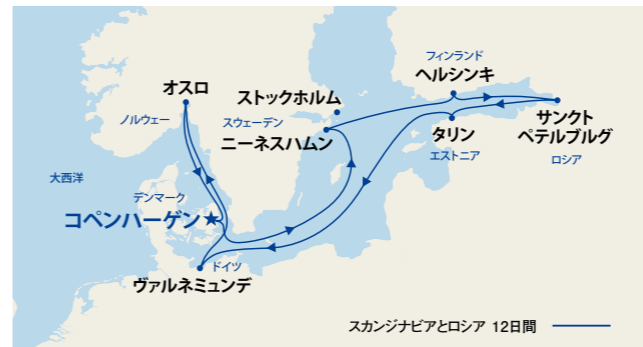 フィンランド
ヘルシンキ
オスロ
ストックホルム
サンクト
ペテルブルグ
ロシア
ノルウェー
スウェーデン
ニーネスハムン
タリン
エストニア
大西洋
デンマーク
コペンハーゲン
ドイツ
ヴァルネミュンデ
スカンジナビアとロシア 12日間